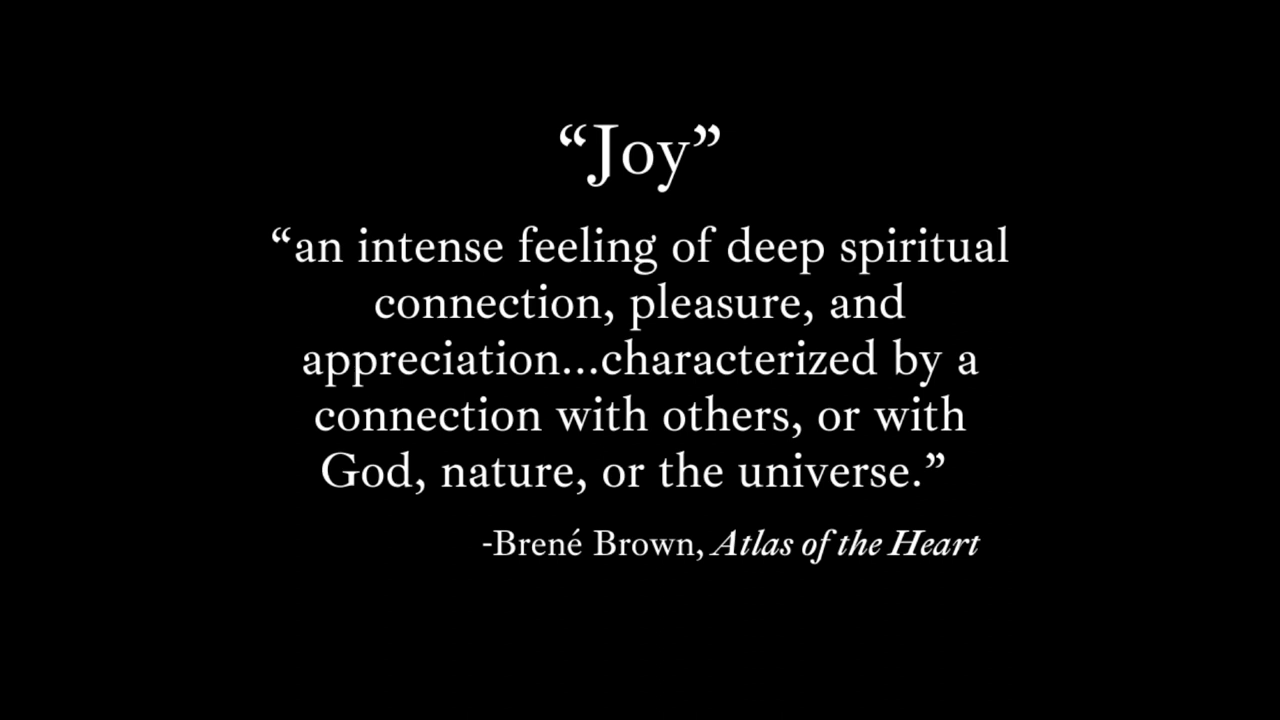 “Joy”
“an intense feeling of deep spiritual
connection, pleasure, and
appreciation...characterized by a
connection with others, or with
God, nature, or the universe.”
-Brené Brown, Atlas of the Heart